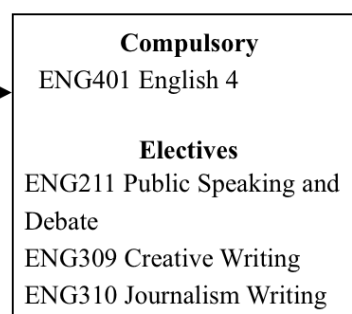 Compulsory
ENG401 English 4
Electives
ENG211 Public Speaking and
Debate
ENG309 Creative Writing
ENG310 Journalism Writing